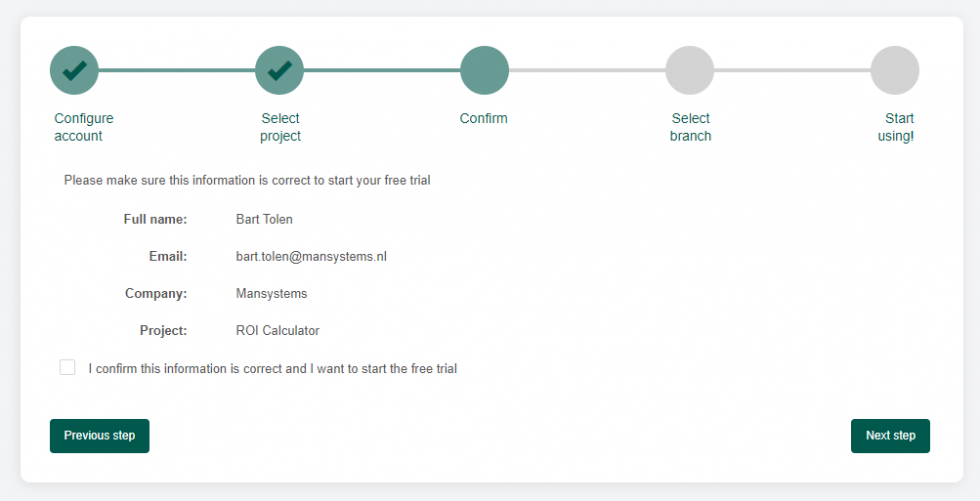 Configure account
Select project
Confirm
Select branch
Start using!
Please make sure this information is correct to start your free trial
Full name: Bart Tolen
Email: bart.tolen@mansystems.nl
Company: Mansystems
Project: ROI Calculator
I confirm this information is correct and I want to start the free trial
Previous step
Next step